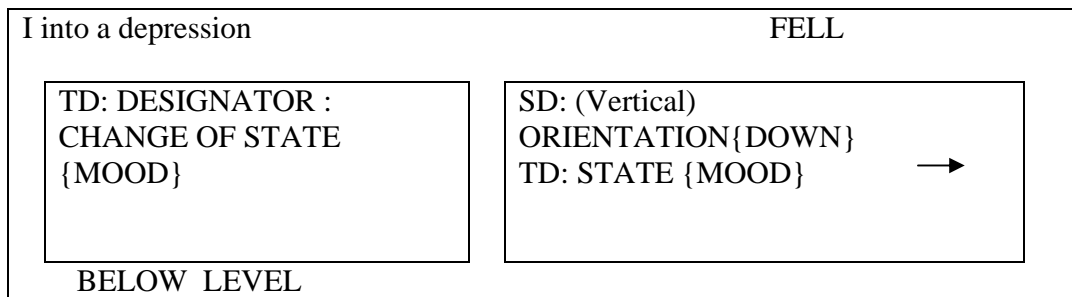 I into a depression FELL
TD: DESIGNATOR :
CHANGE OF STATE
{MOOD}
SD: (Vertical)
ORIENTATION{DOWN}
TD: STATE {MOOD}
BELOW LEVEL